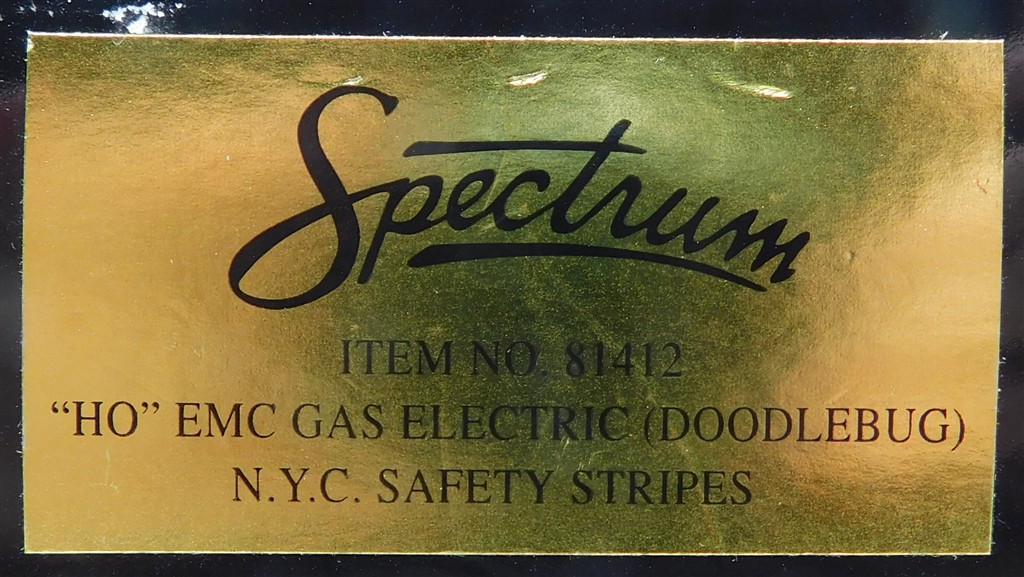 Spectrum
ITEM NO. 81412
“HO” EMC GAS ELECTRIC (DOODLEBUG)
N.Y.C. SAFETY STRIPES